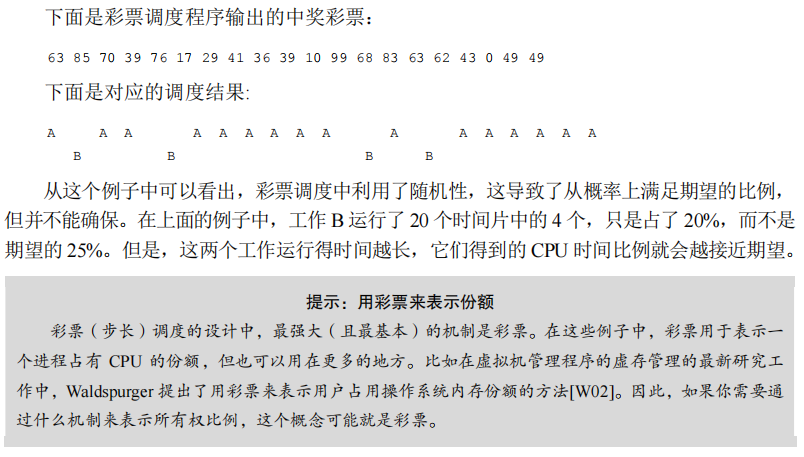 下面是彩票调度程序输出的中奖彩票：
63 85 70 39 76 17 29 41 36 39 10 99 68 83 63 62 43 0 49 49
下面是对应的调度结果:
A A A A A A A A A A A A A A A A
B B B B
从这个例子中可以看出，彩票调度中利用了随机性，这导致了从概率上满足期望的比例，
但并不能确保。在上面的例子中，工作 B 运行了 20 个时间片中的 4 个，只是占了 20%，而不是
期望的 25%。但是，这两个工作运行得时间越长，它们得到的 CPU 时间比例就会越接近期望。
提示：用彩票来表示份额
彩票（步长）调度的设计中，最强大（且最基本）的机制是彩票。在这些例子中，彩票用于表示一
个进程占有 CPU 的份额，但也可以用在更多的地方。比如在虚拟机管理程序的虚存管理的最新研究工
作中，Waldspurger 提出了用彩票来表示用户占用操作系统内存份额的方法[W02]。因此，如果你需要通
过什么机制来表示所有权比例，这个概念可能就是彩票。